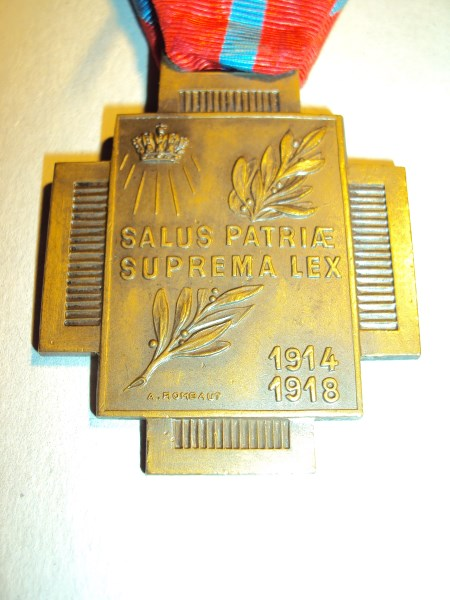 SALUS PATRIÆ
SUPREMA LEX
1914
1918
A. ROMBAUT